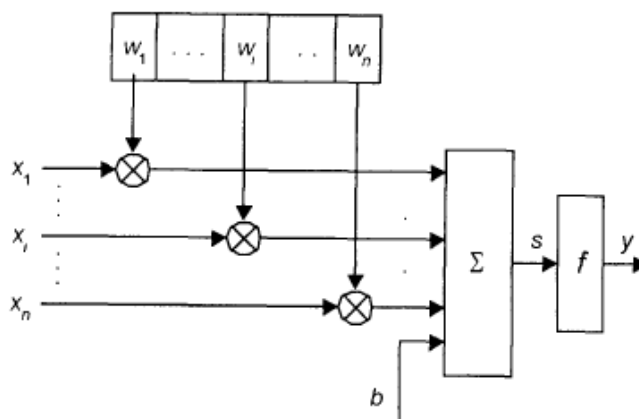 w₁ . . . wᵢ . . wₙ
x₁
xᵢ
xₙ
Σ
s
f
y
b